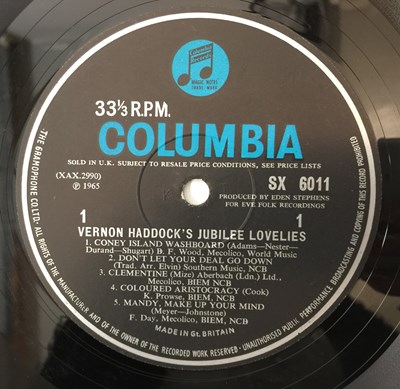 Columbia
MAGIC NOTES
TRADE MARK
33⅓ R.P.M.
COLUMBIA
SOLD IN U.K. SUBJECT TO RESALE PRICE CONDITIONS, SEE PRICE LISTS
(XAX.2990)
℗ 1965
SX 6011
PRODUCED BY EDEN STEPHENS
FOR EVE FOLK RECORDINGS
1 1
VERNON HADDOCK'S JUBILEE LOVELIES
1. CONEY ISLAND WASHBOARD (Adams—Nester—
Durand—Shugart) B. F. Wood, Mecolico, World Music
2. DON'T LET YOUR DEAL GO DOWN
(Trad. Arr. Elvin) Southern Music, NCB
3. CLEMENTINE (Mize) Aberbach (Ldn.) Ltd.,
Mecolico, BIEM, NCB
4. COLOURED ARISTOCRACY (Cook)
K. Prowse, BIEM, NCB
5. MANDY, MAKE UP YOUR MIND
(Meyer—Johnstone)
F. Day, Mecolico, BIEM, NCB
MADE IN Gt. BRITAIN
THE GRAMOPHONE CO. LTD. · ALL RIGHTS OF THE MANUFACTURER AND OF THE OWNER OF THE RECORDED WORK RESERVED · UNAUTHORISED PUBLIC PERFORMANCE BROADCASTING AND COPYING OF THIS RECORD PROHIBITED